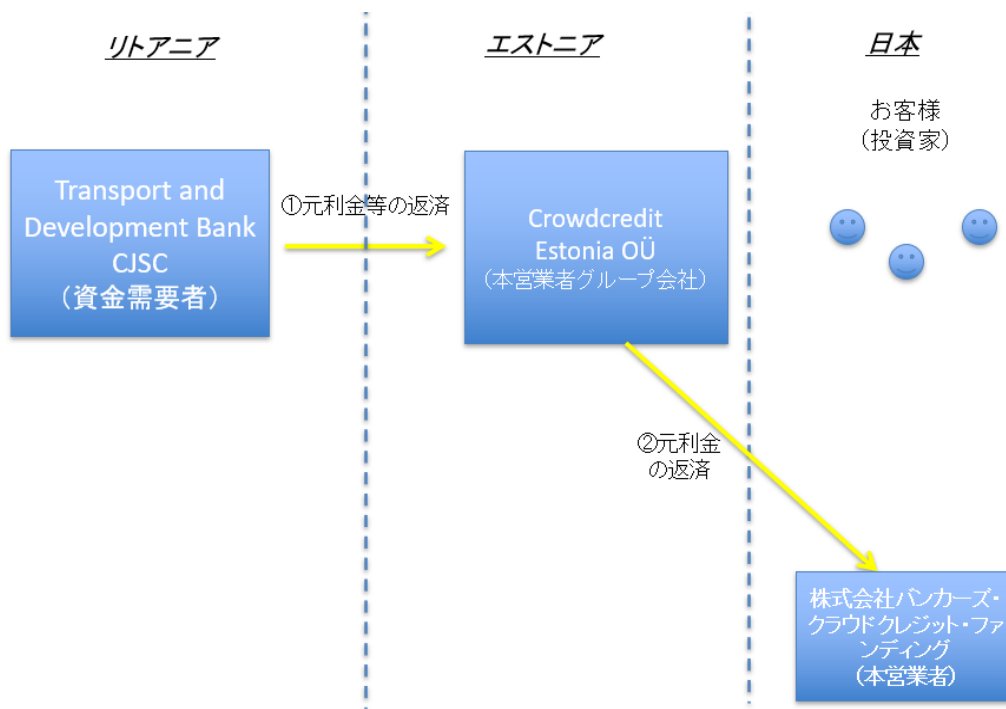 リトアニア
エストニア
日本
お客様
（投資家）
Transport and
Development Bank
CJSC
（資金需要者）
①元利金等の返済
Crowdcredit
Estonia OÜ
（本営業者グループ会社）
②元利金
の返済
株式会社バンカーズ・
クラウドクレジット・ファ
ンディング
（本営業者）